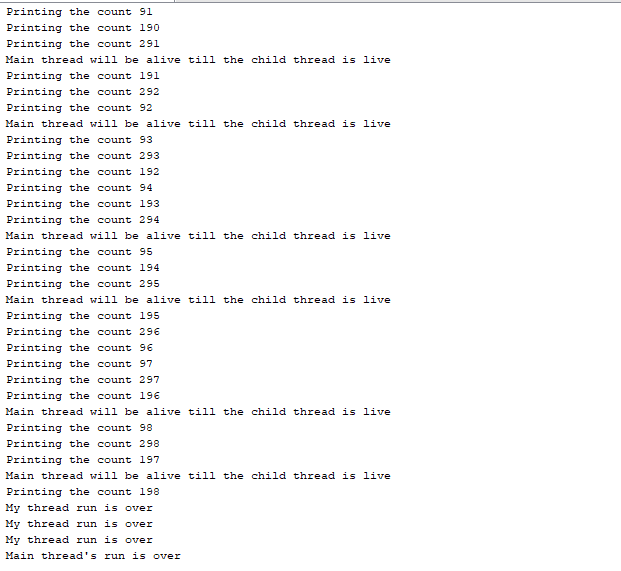 Printing the count 91
Printing the count 190
Printing the count 291
Main thread will be alive till the child thread is live
Printing the count 191
Printing the count 292
Printing the count 92
Main thread will be alive till the child thread is live
Printing the count 93
Printing the count 293
Printing the count 192
Printing the count 94
Printing the count 193
Printing the count 294
Main thread will be alive till the child thread is live
Printing the count 95
Printing the count 194
Printing the count 295
Main thread will be alive till the child thread is live
Printing the count 195
Printing the count 296
Printing the count 96
Printing the count 97
Printing the count 297
Printing the count 196
Main thread will be alive till the child thread is live
Printing the count 98
Printing the count 298
Printing the count 197
Main thread will be alive till the child thread is live
Printing the count 198
My thread run is over
My thread run is over
My thread run is over
Main thread's run is over